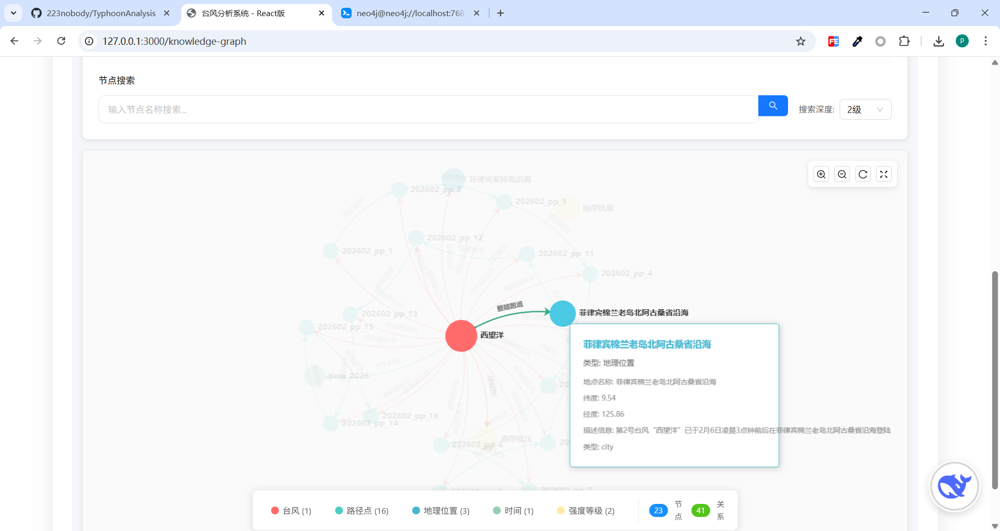 223nobody/TyphoonAnalysis
台风分析系统 - React版
neo4j@neo4j://localhost:768
127.0.0.1:3000/knowledge-graph
P
节点搜索
输入节点名称搜索...
搜索深度:
2级
菲律宾莱特岛沿海
202602_pp_2
202602_pp_3
热带风暴
202602_pp_12
202602_pp_1
202602_pp_11
202602_pp_4
202602_pp_13
202602_pp_15
菲律宾棉兰老岛北阿古桑省沿海
西望洋
time_2026
202602_pp_16
202602_pp_14
热带低压
202602_pp_6
202602_pp_7
菲律宾棉兰老岛北阿古桑省沿海
类型: 地理位置
地点名称: 菲律宾棉兰老岛北阿古桑省沿海
纬度: 9.54
经度: 125.86
描述信息: 第2号台风“西望洋”已于2月6日凌晨3点钟前后在菲律宾棉兰老岛北阿古桑省沿海登陆
类型: city
台风 (1)
路径点 (16)
地理位置 (3)
时间 (1)
强度等级 (2)
23
节点
41
关系